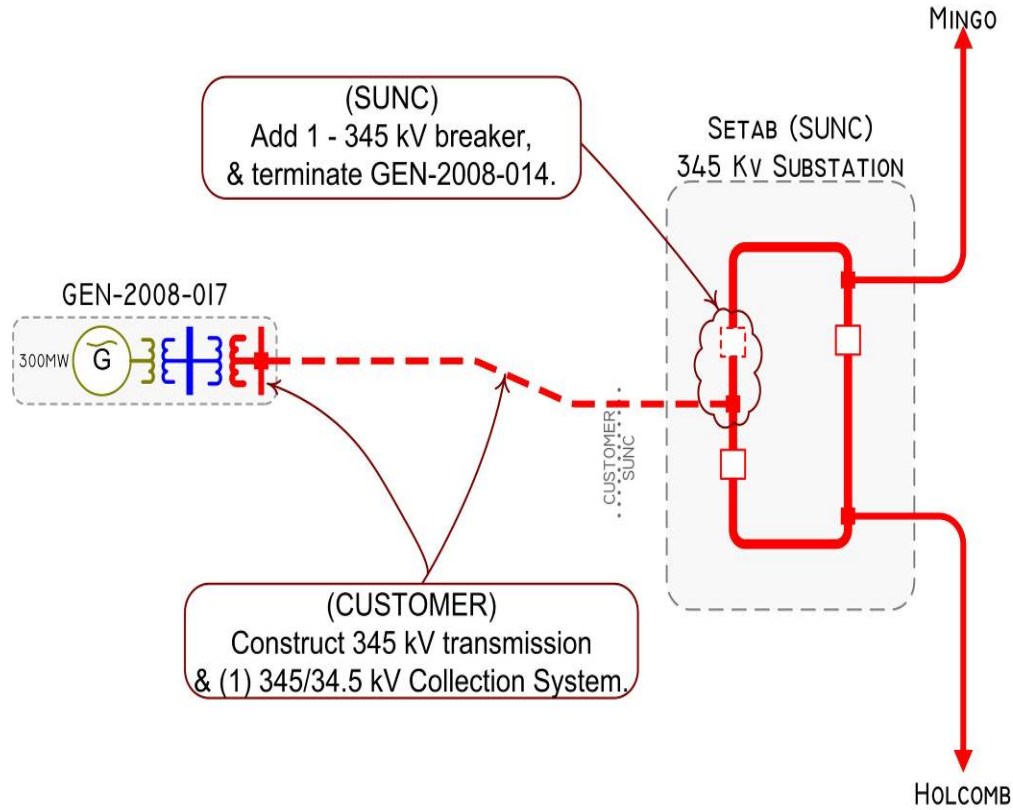 MINGO
(SUNC)
Add 1 - 345 kV breaker,
& terminate GEN-2008-014.
SETAB (SUNC)
345 KV SUBSTATION
GEN-2008-017
300MW
G
CUSTOMER
SUNC
(CUSTOMER)
Construct 345 kV transmission
& (1) 345/34.5 kV Collection System.
HOLCOMB